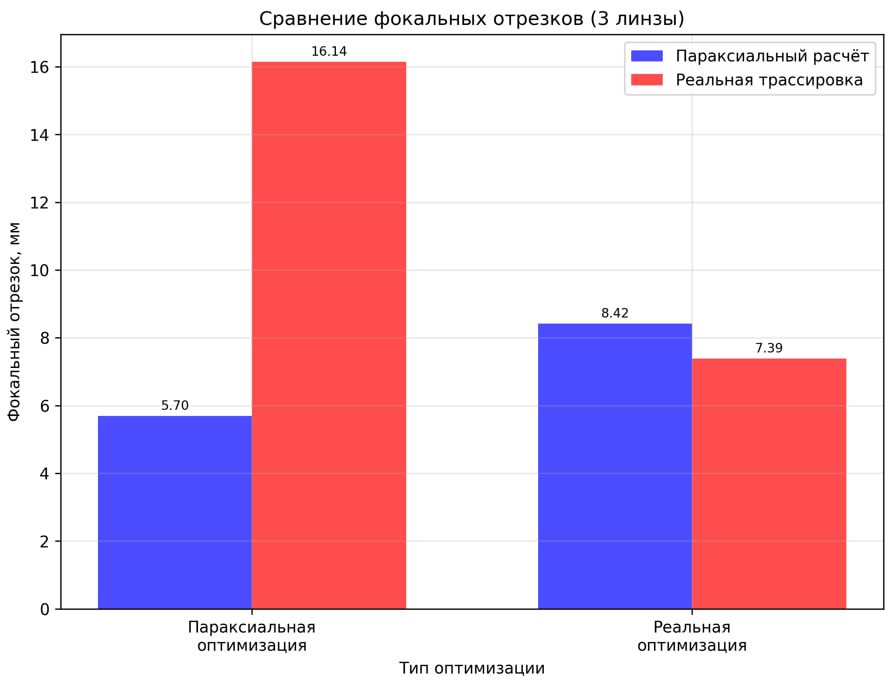 Сравнение фокальных отрезков (3 линзы)
Параксиальный расчёт
Реальная трассировка
Фокальный отрезок, мм
16
14
12
10
8
6
4
2
0
5.70
16.14
8.42
7.39
Параксиальная
оптимизация
Реальная
оптимизация
Тип оптимизации